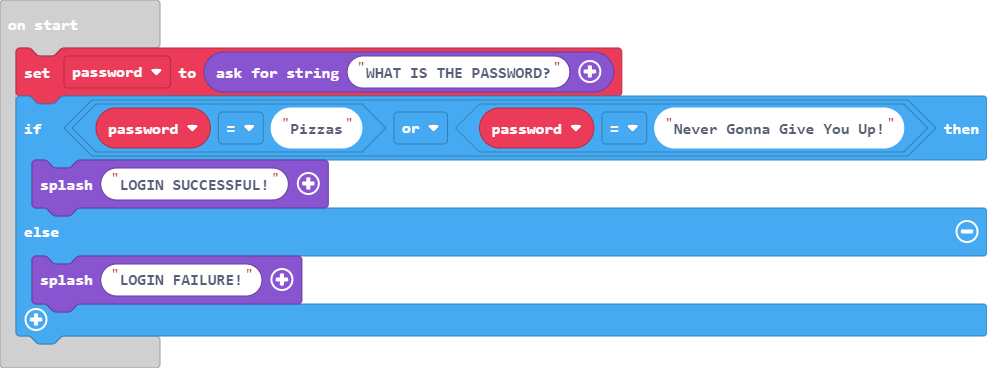 on start
set password to ask for string "WHAT IS THE PASSWORD?"
if password = "Pizzas" or password = "Never Gonna Give You Up!" then
splash "LOGIN SUCCESSFUL!"
else
splash "LOGIN FAILURE!"